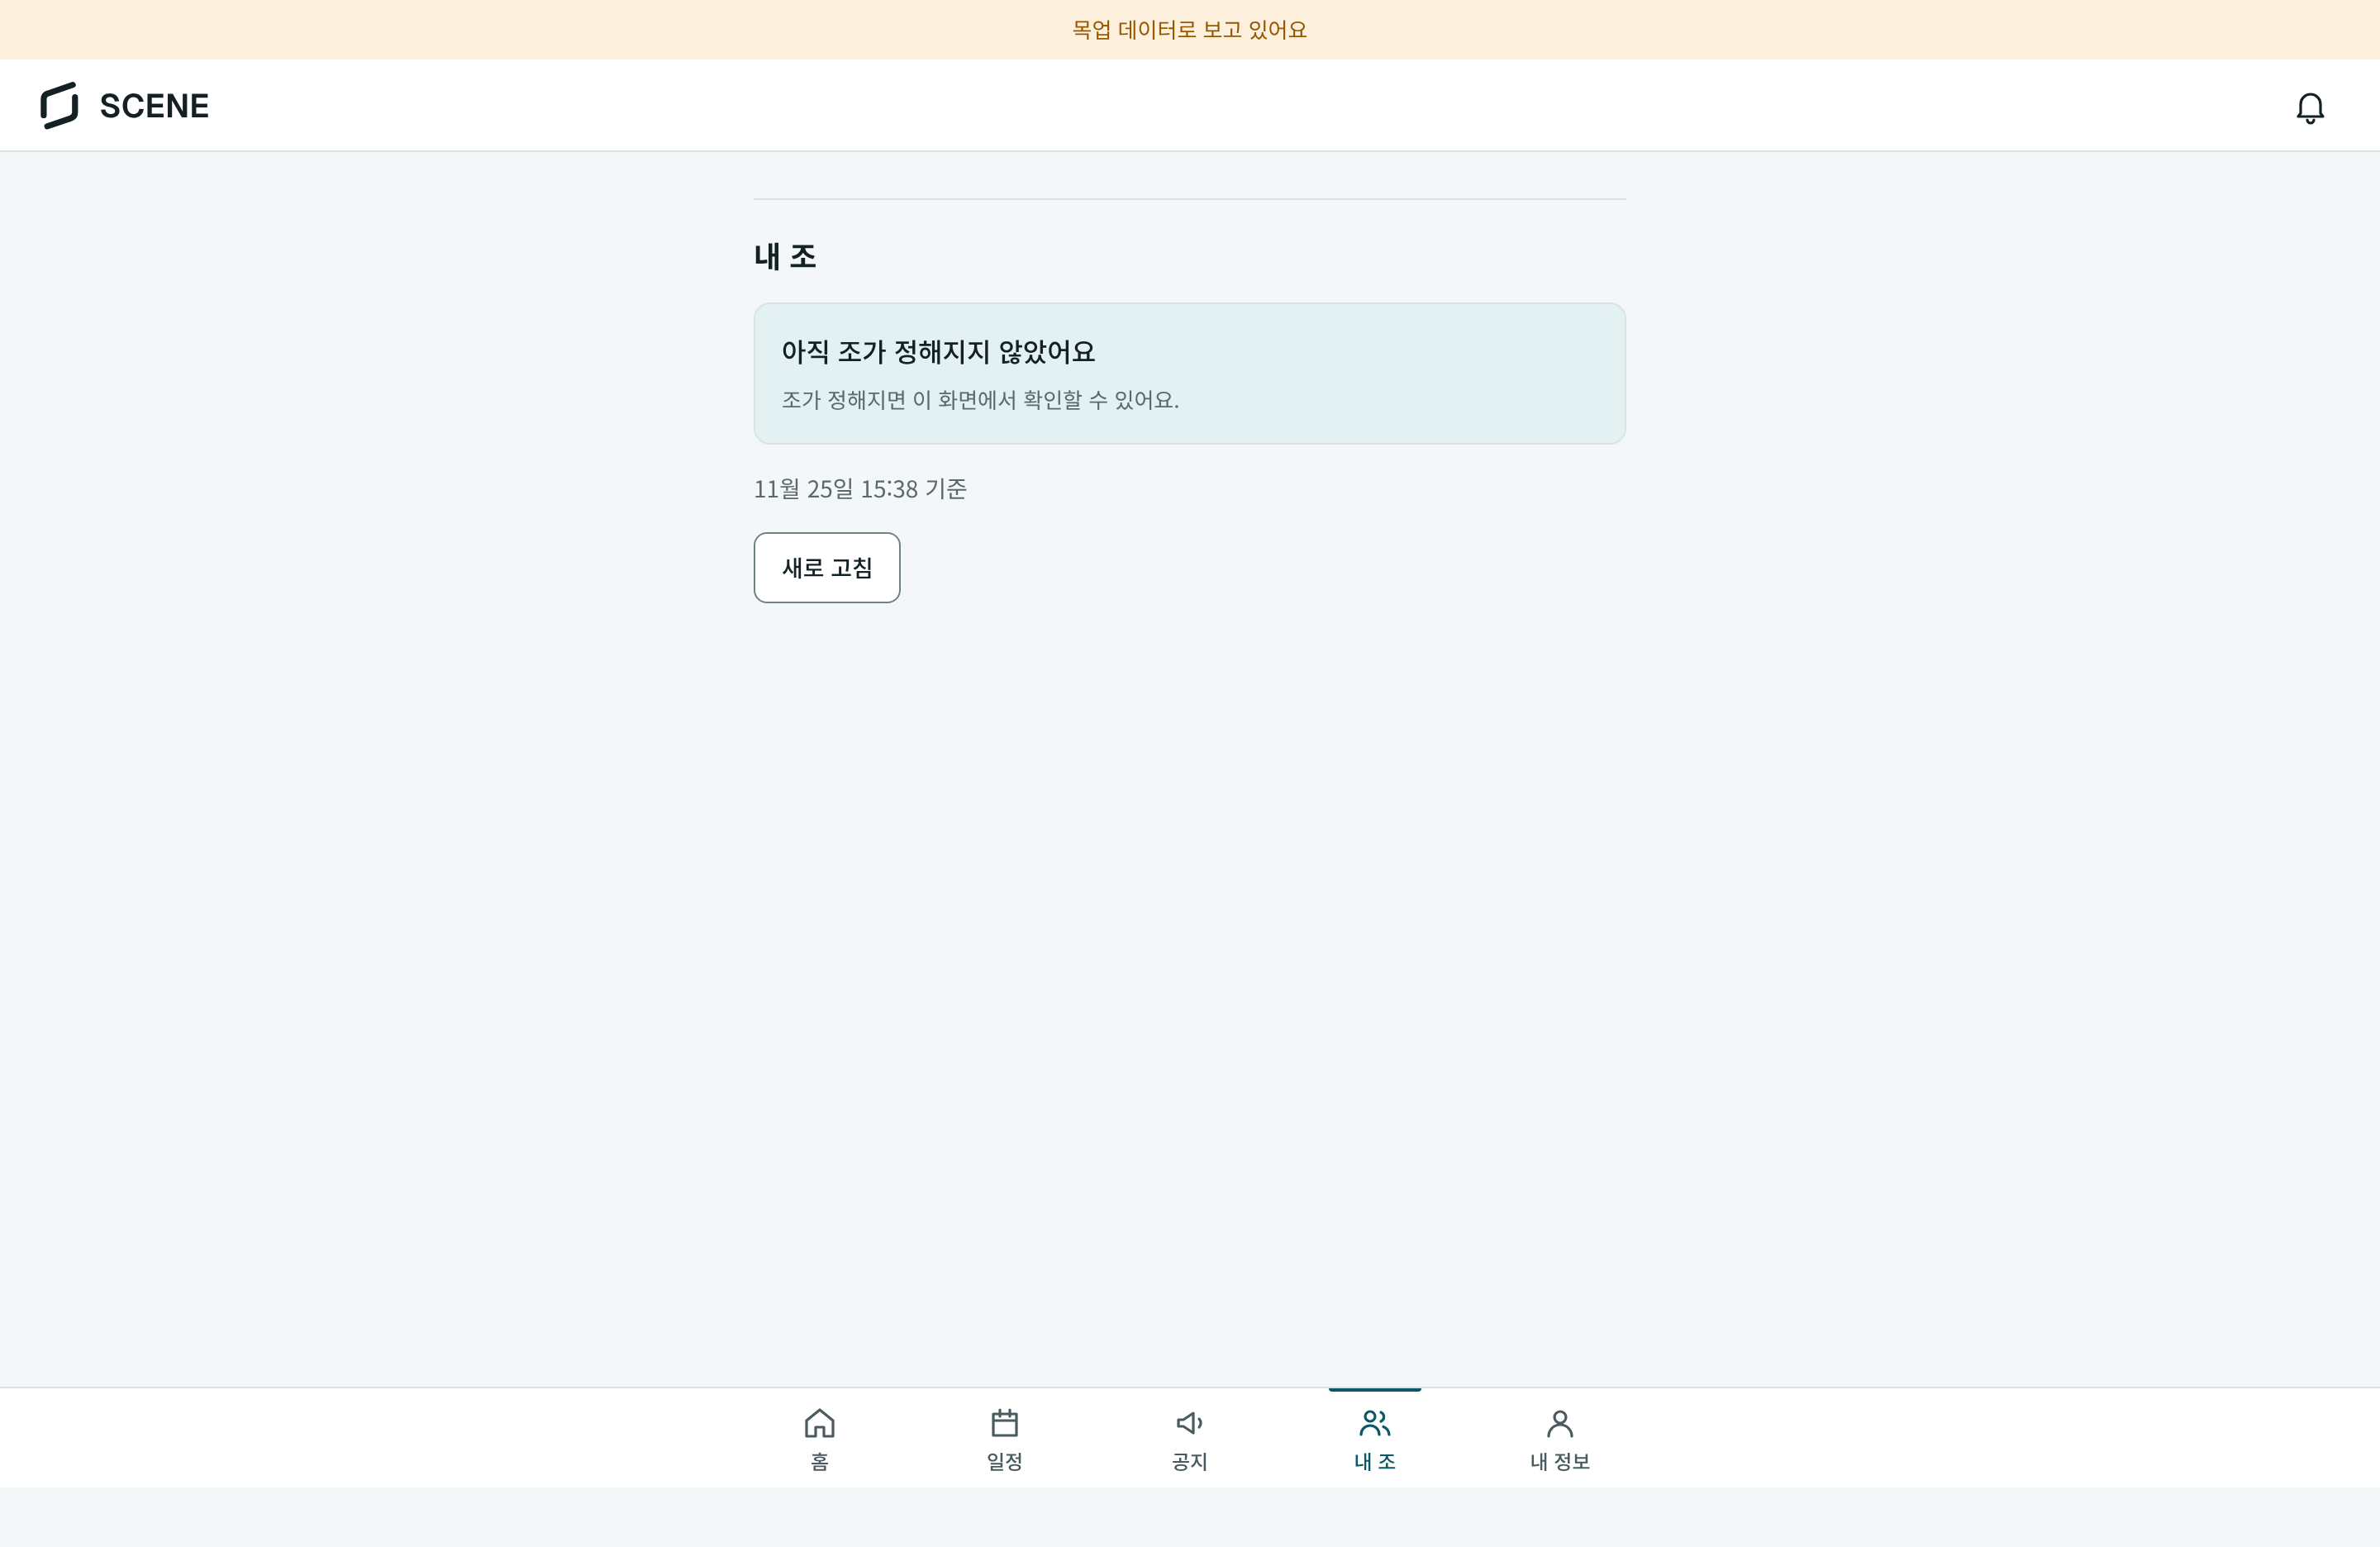 목업 데이터로 보고 있어요
SCENE
내 조
아직 조가 정해지지 않았어요
조가 정해지면 이 화면에서 확인할 수 있어요.
11월 25일 15:38 기준
새로 고침
홈
일정
공지
내 조
내 정보